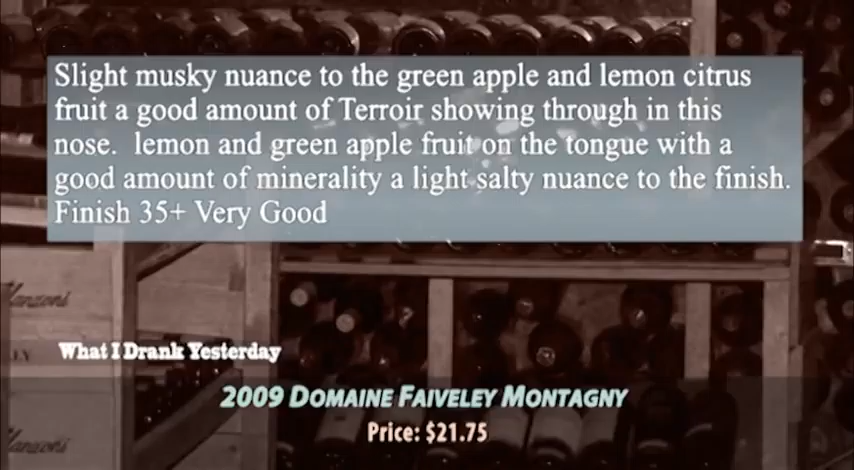 Slight musky nuance to the green apple and lemon citrus
fruit a good amount of Terroir showing through in this
nose.  lemon and green apple fruit on the tongue with a
good amount of minerality a light salty nuance to the finish.
Finish 35+ Very Good
Manzoni
What I Drank Yesterday
2009 Domaine Faiveley Montagny
Price: $21.75
Manzoni